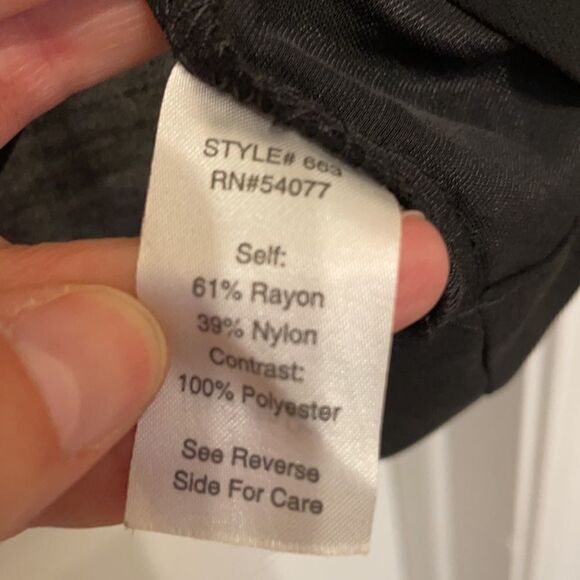 STYLE# 663
RN#54077
Self:
61% Rayon
39% Nylon
Contrast:
100% Polyester
See Reverse
Side For Care